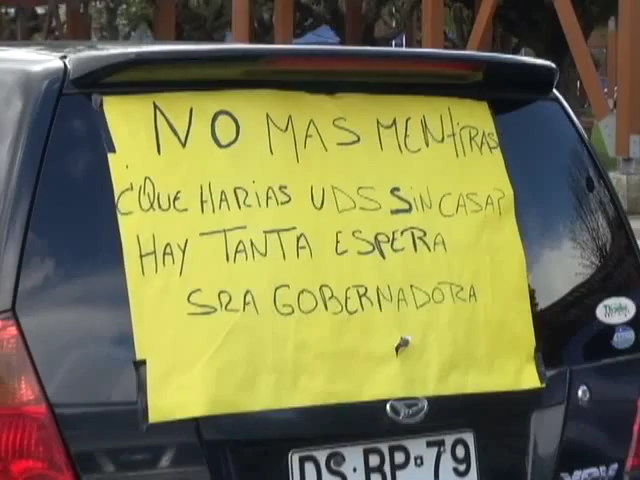 NO MAS MENTIRAS
¿QUE HARIAS UDS SIN CASA?
HAY TANTA ESPERA
SRA GOBERNADORA
DS·BP·79